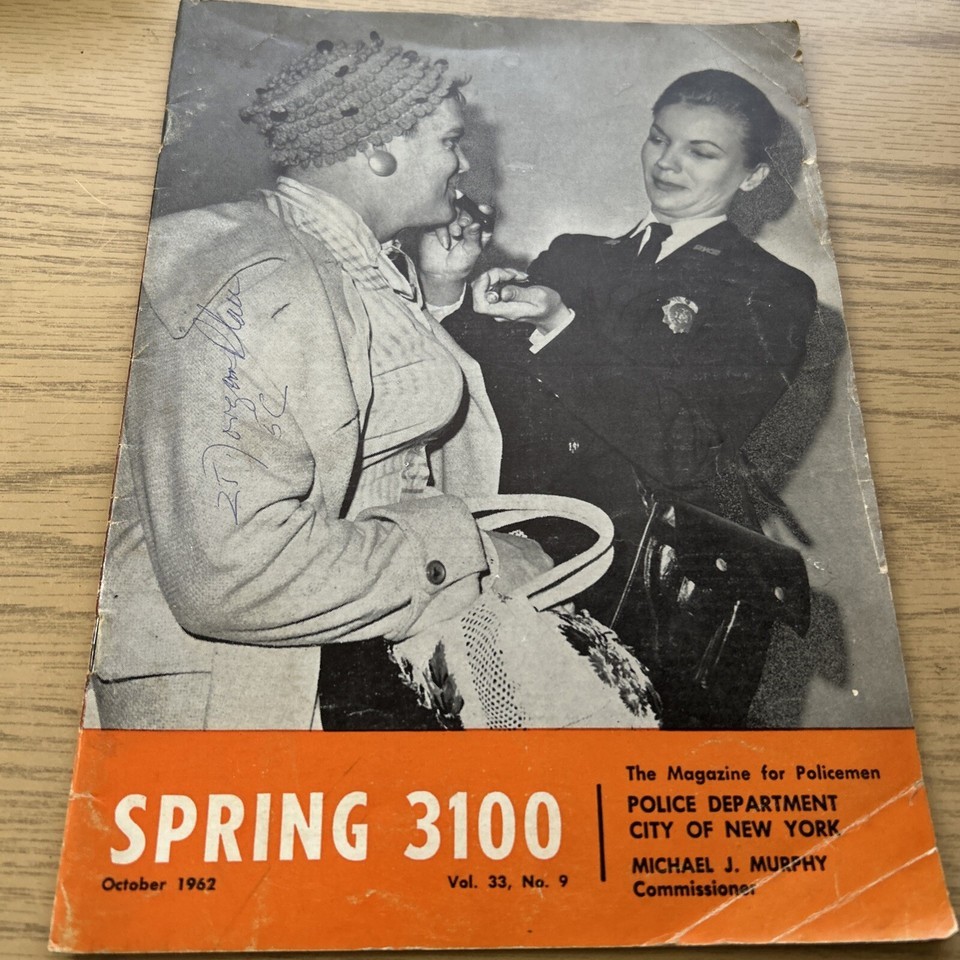 SPRING 3100
October 1962
Vol. 33, No. 9
The Magazine for Policemen
POLICE DEPARTMENT
CITY OF NEW YORK
MICHAEL J. MURPHY
Commissioner